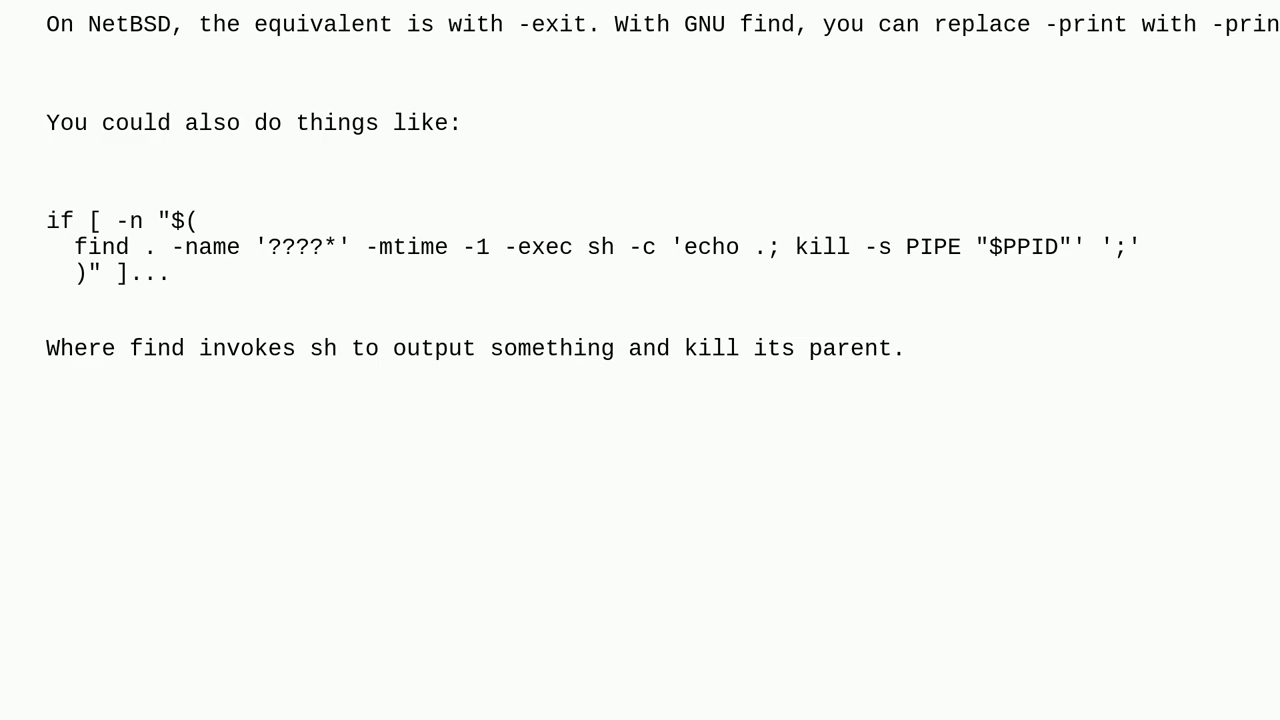 On NetBSD, the equivalent is with -exit. With GNU find, you can replace -print with -prin
You could also do things like:
if [ -n "$(
  find . -name '????*' -mtime -1 -exec sh -c 'echo .; kill -s PIPE "$PPID"' ';'
  )" ]...
Where find invokes sh to output something and kill its parent.